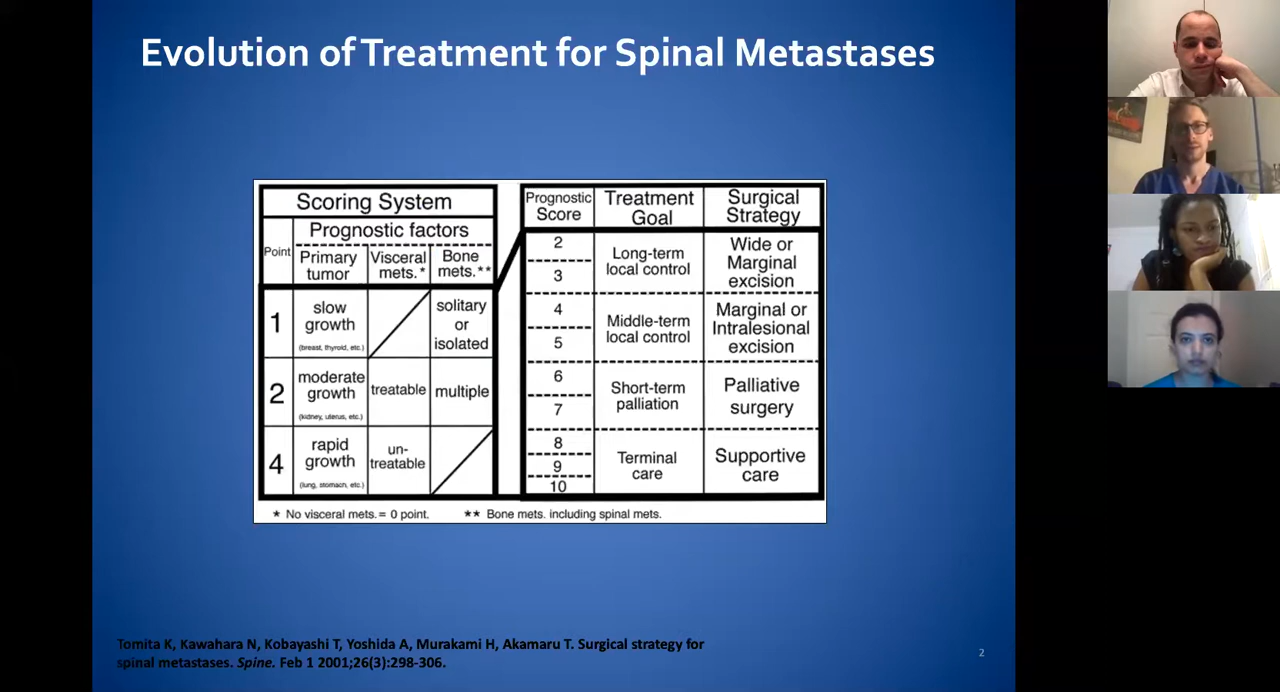 Evolution of Treatment for Spinal Metastases
Scoring System
Point
Prognostic factors
Primary
tumor
Visceral
mets.*
Bone
mets.**
1
slow
growth
(breast, thyroid, etc.)
solitary
or
isolated
2
moderate
growth
(kidney, uterus, etc.)
treatable
multiple
4
rapid
growth
(lung, stomach, etc.)
un-
treatable
Prognostic
Score
Treatment
Goal
Surgical
Strategy
2
3
Long-term
local control
Wide or
Marginal
excision
4
5
Middle-term
local control
Marginal or
Intralesional
excision
6
7
Short-term
palliation
Palliative
surgery
8
9
10
Terminal
care
Supportive
care
* No visceral mets. = 0 point.
** Bone mets. including spinal mets.
Tomita K, Kawahara N, Kobayashi T, Yoshida A, Murakami H, Akamaru T. Surgical strategy for
spinal metastases. Spine. Feb 1 2001;26(3):298-306.
2